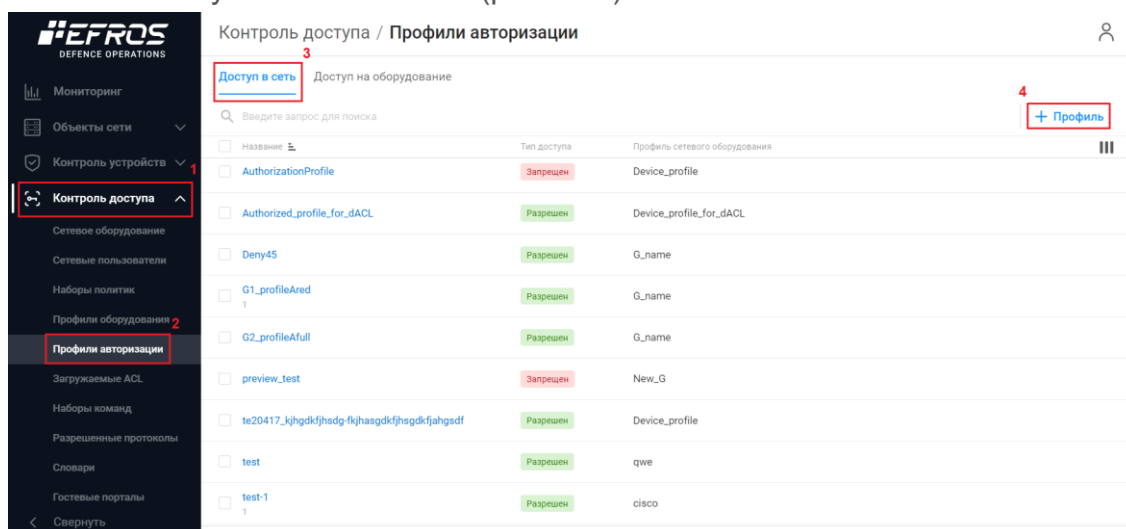 EFROS
DEFENCE OPERATIONS
Мониторинг
Объекты сети
Контроль устройств
1
Контроль доступа
Сетевое оборудование
Сетевые пользователи
Наборы политик
Профили оборудования
2
Профили авторизации
Загружаемые ACL
Наборы команд
Разрешенные протоколы
Словари
Гостевые порталы
Свернуть
Контроль доступа / Профили авторизации
3
Доступ в сеть Доступ на оборудование
4
Введите запрос для поиска + Профиль
Название Тип доступа Профиль сетевого оборудования
AuthorizationProfile Запрещен Device_profile
Authorized_profile_for_dACL Разрешен Device_profile_for_dACL
Deny45 Разрешен G_name
G1_profileAred Разрешен G_name
1
G2_profileAfull Разрешен G_name
preview_test Запрещен New_G
te20417_kjhgdkfjhsdg-fkjhasgdkfjhsgdkfjahgsdf Разрешен Device_profile
test Разрешен qwe
test-1 Разрешен cisco
1